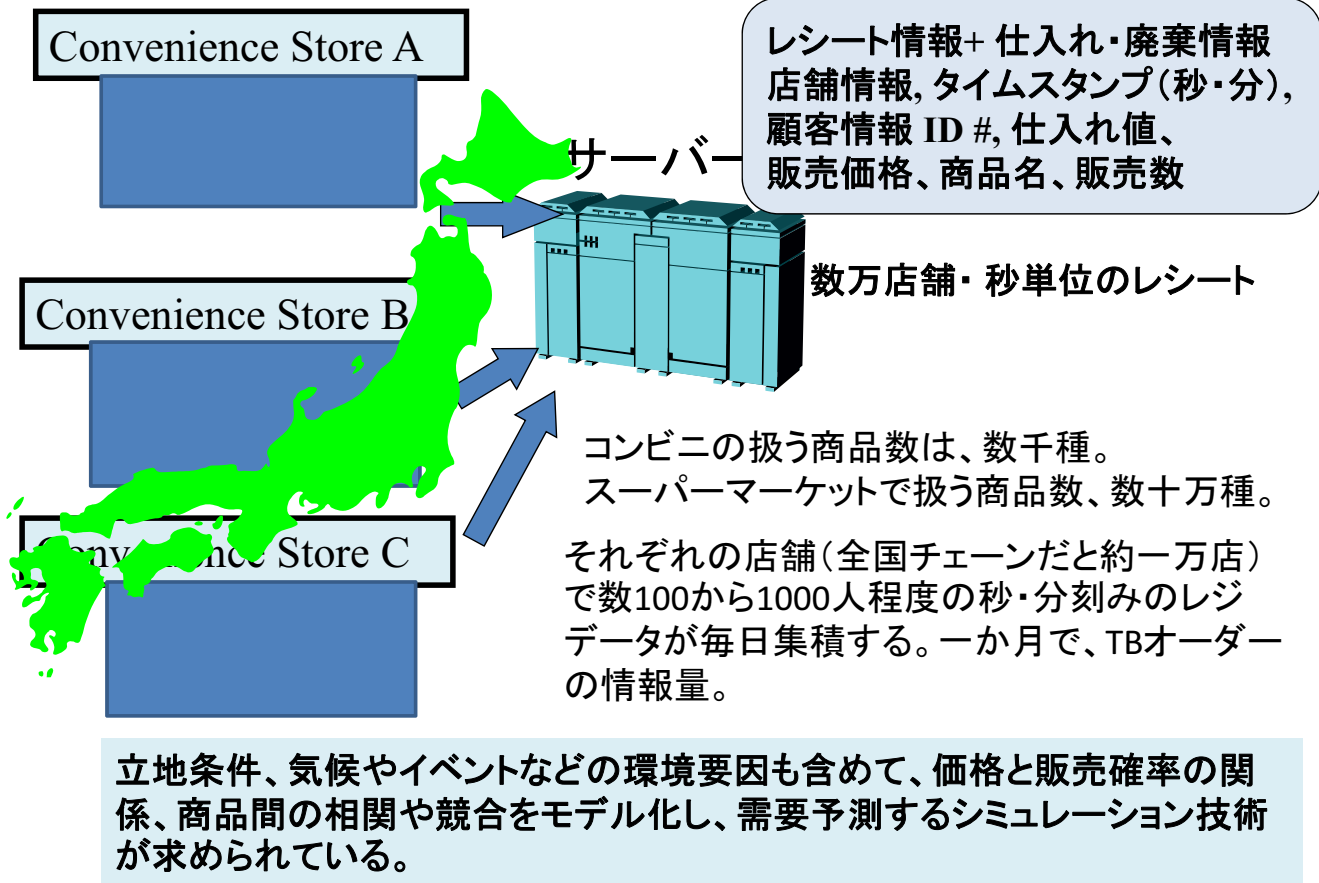 Convenience Store A
レシート情報+ 仕入れ・廃棄情報
店舗情報, タイムスタンプ(秒・分),
顧客情報 ID #, 仕入れ値、
販売価格、商品名、販売数
サーバー
数万店舗・ 秒単位のレシート
Convenience Store B
コンビニの扱う商品数は、数千種。
スーパーマーケットで扱う商品数、数十万種。
Store C
それぞれの店舗(全国チェーンだと約一万店)
で数100から1000人程度の秒・分刻みのレジ
データが毎日集積する。一か月で、TBオーダー
の情報量。
立地条件、気候やイベントなどの環境要因も含めて、価格と販売確率の関
係、商品間の相関や競合をモデル化し、需要予測するシミュレーション技術
が求められている。